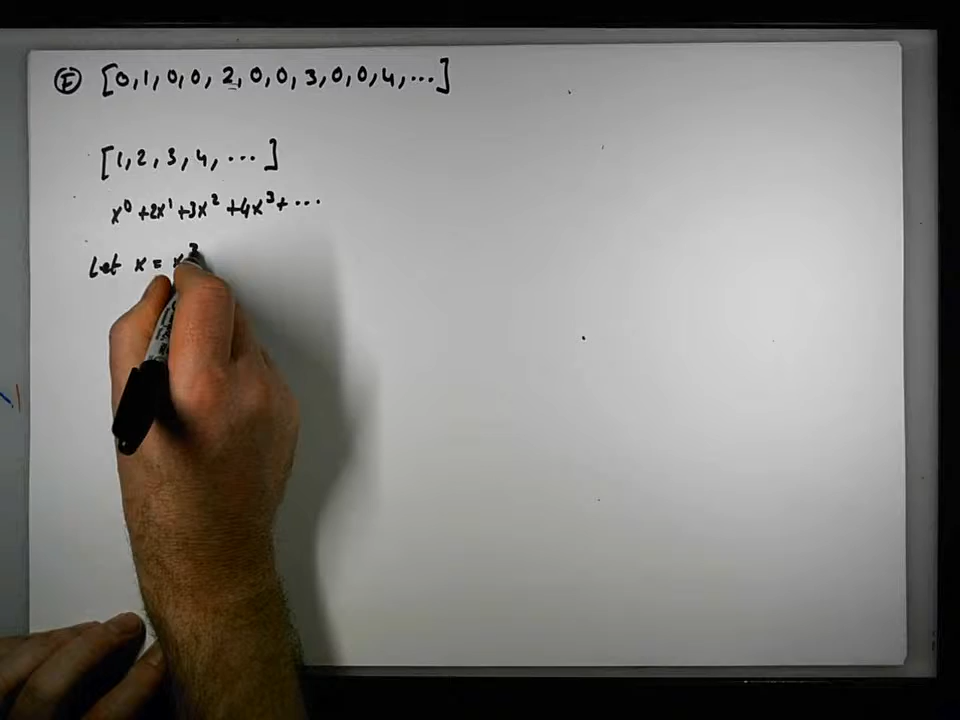 Ⓔ [0,1,0,0,2,0,0,3,0,0,4,...]
[1,2,3,4,...]
x⁰+2x¹+3x²+4x³+...
Let x = x³